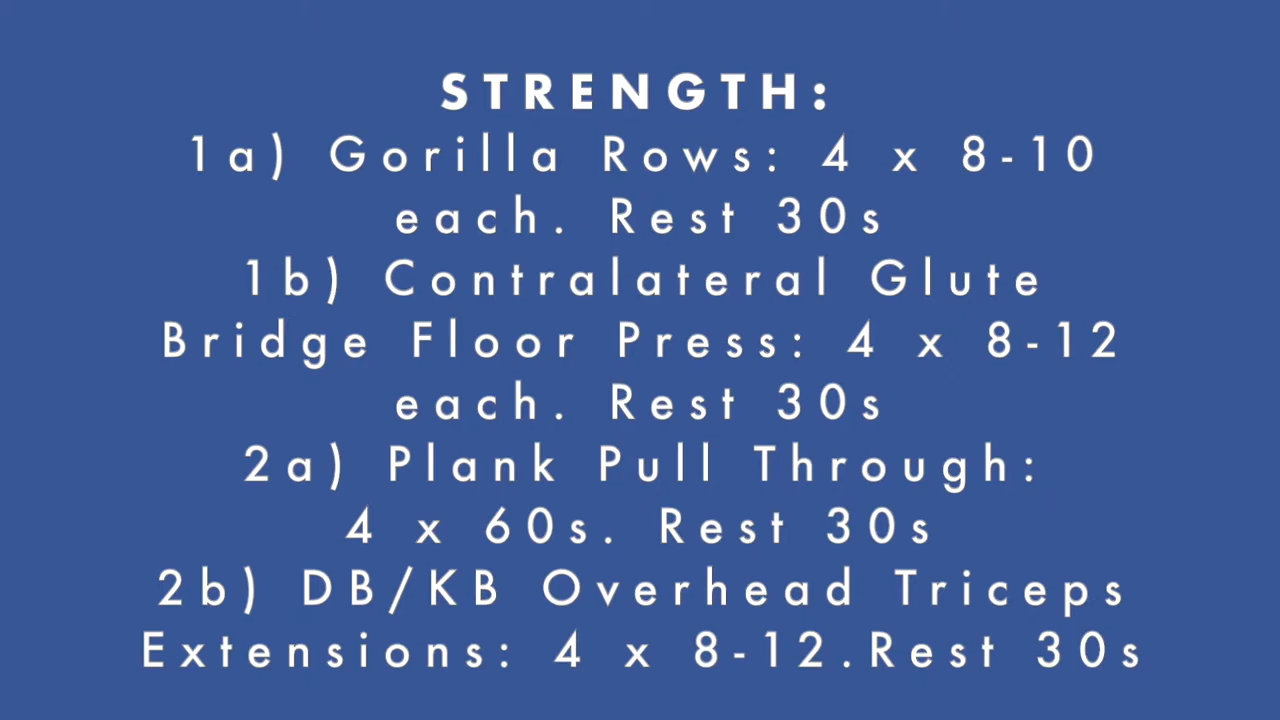 STRENGTH:
1a) Gorilla Rows: 4 x 8-10
each. Rest 30s
1b) Contralateral Glute
Bridge Floor Press: 4 x 8-12
each. Rest 30s
2a) Plank Pull Through:
4 x 60s. Rest 30s
2b) DB/KB Overhead Triceps
Extensions: 4 x 8-12.Rest 30s